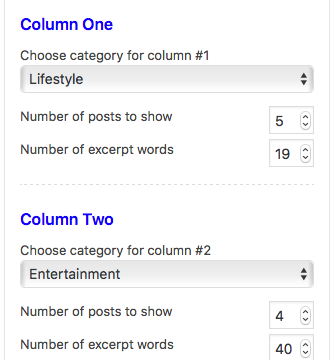 Column One
Choose category for column #1
Lifestyle
Number of posts to show 5
Number of excerpt words 19
Column Two
Choose category for column #2
Entertainment
Number of posts to show 4
Number of excerpt words 40